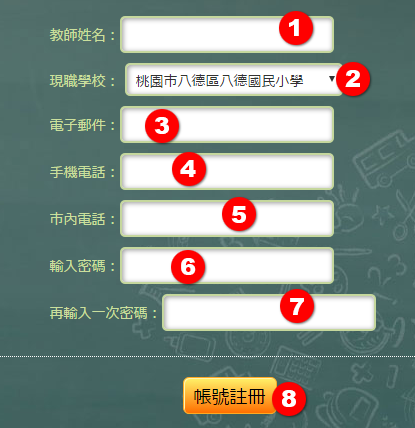 教師姓名： 1
現職學校： 桃園市八德區八德國民小學 2
電子郵件： 3
手機電話： 4
市內電話： 5
輸入密碼： 6
再輸入一次密碼： 7
帳號註冊 8